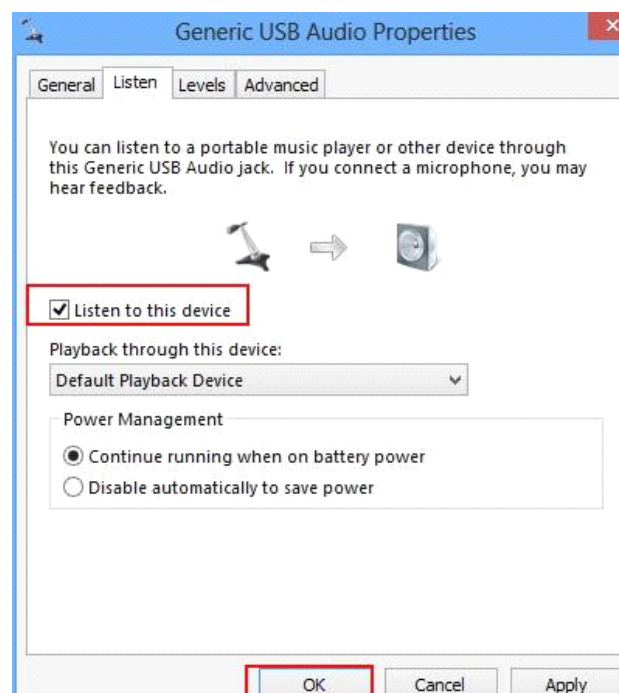 Generic USB Audio Properties
General
Listen
Levels
Advanced
You can listen to a portable music player or other device through
this Generic USB Audio jack. If you connect a microphone, you may
hear feedback.
Listen to this device
Playback through this device:
Default Playback Device
Power Management
Continue running when on battery power
Disable automatically to save power
OK
Cancel
Apply